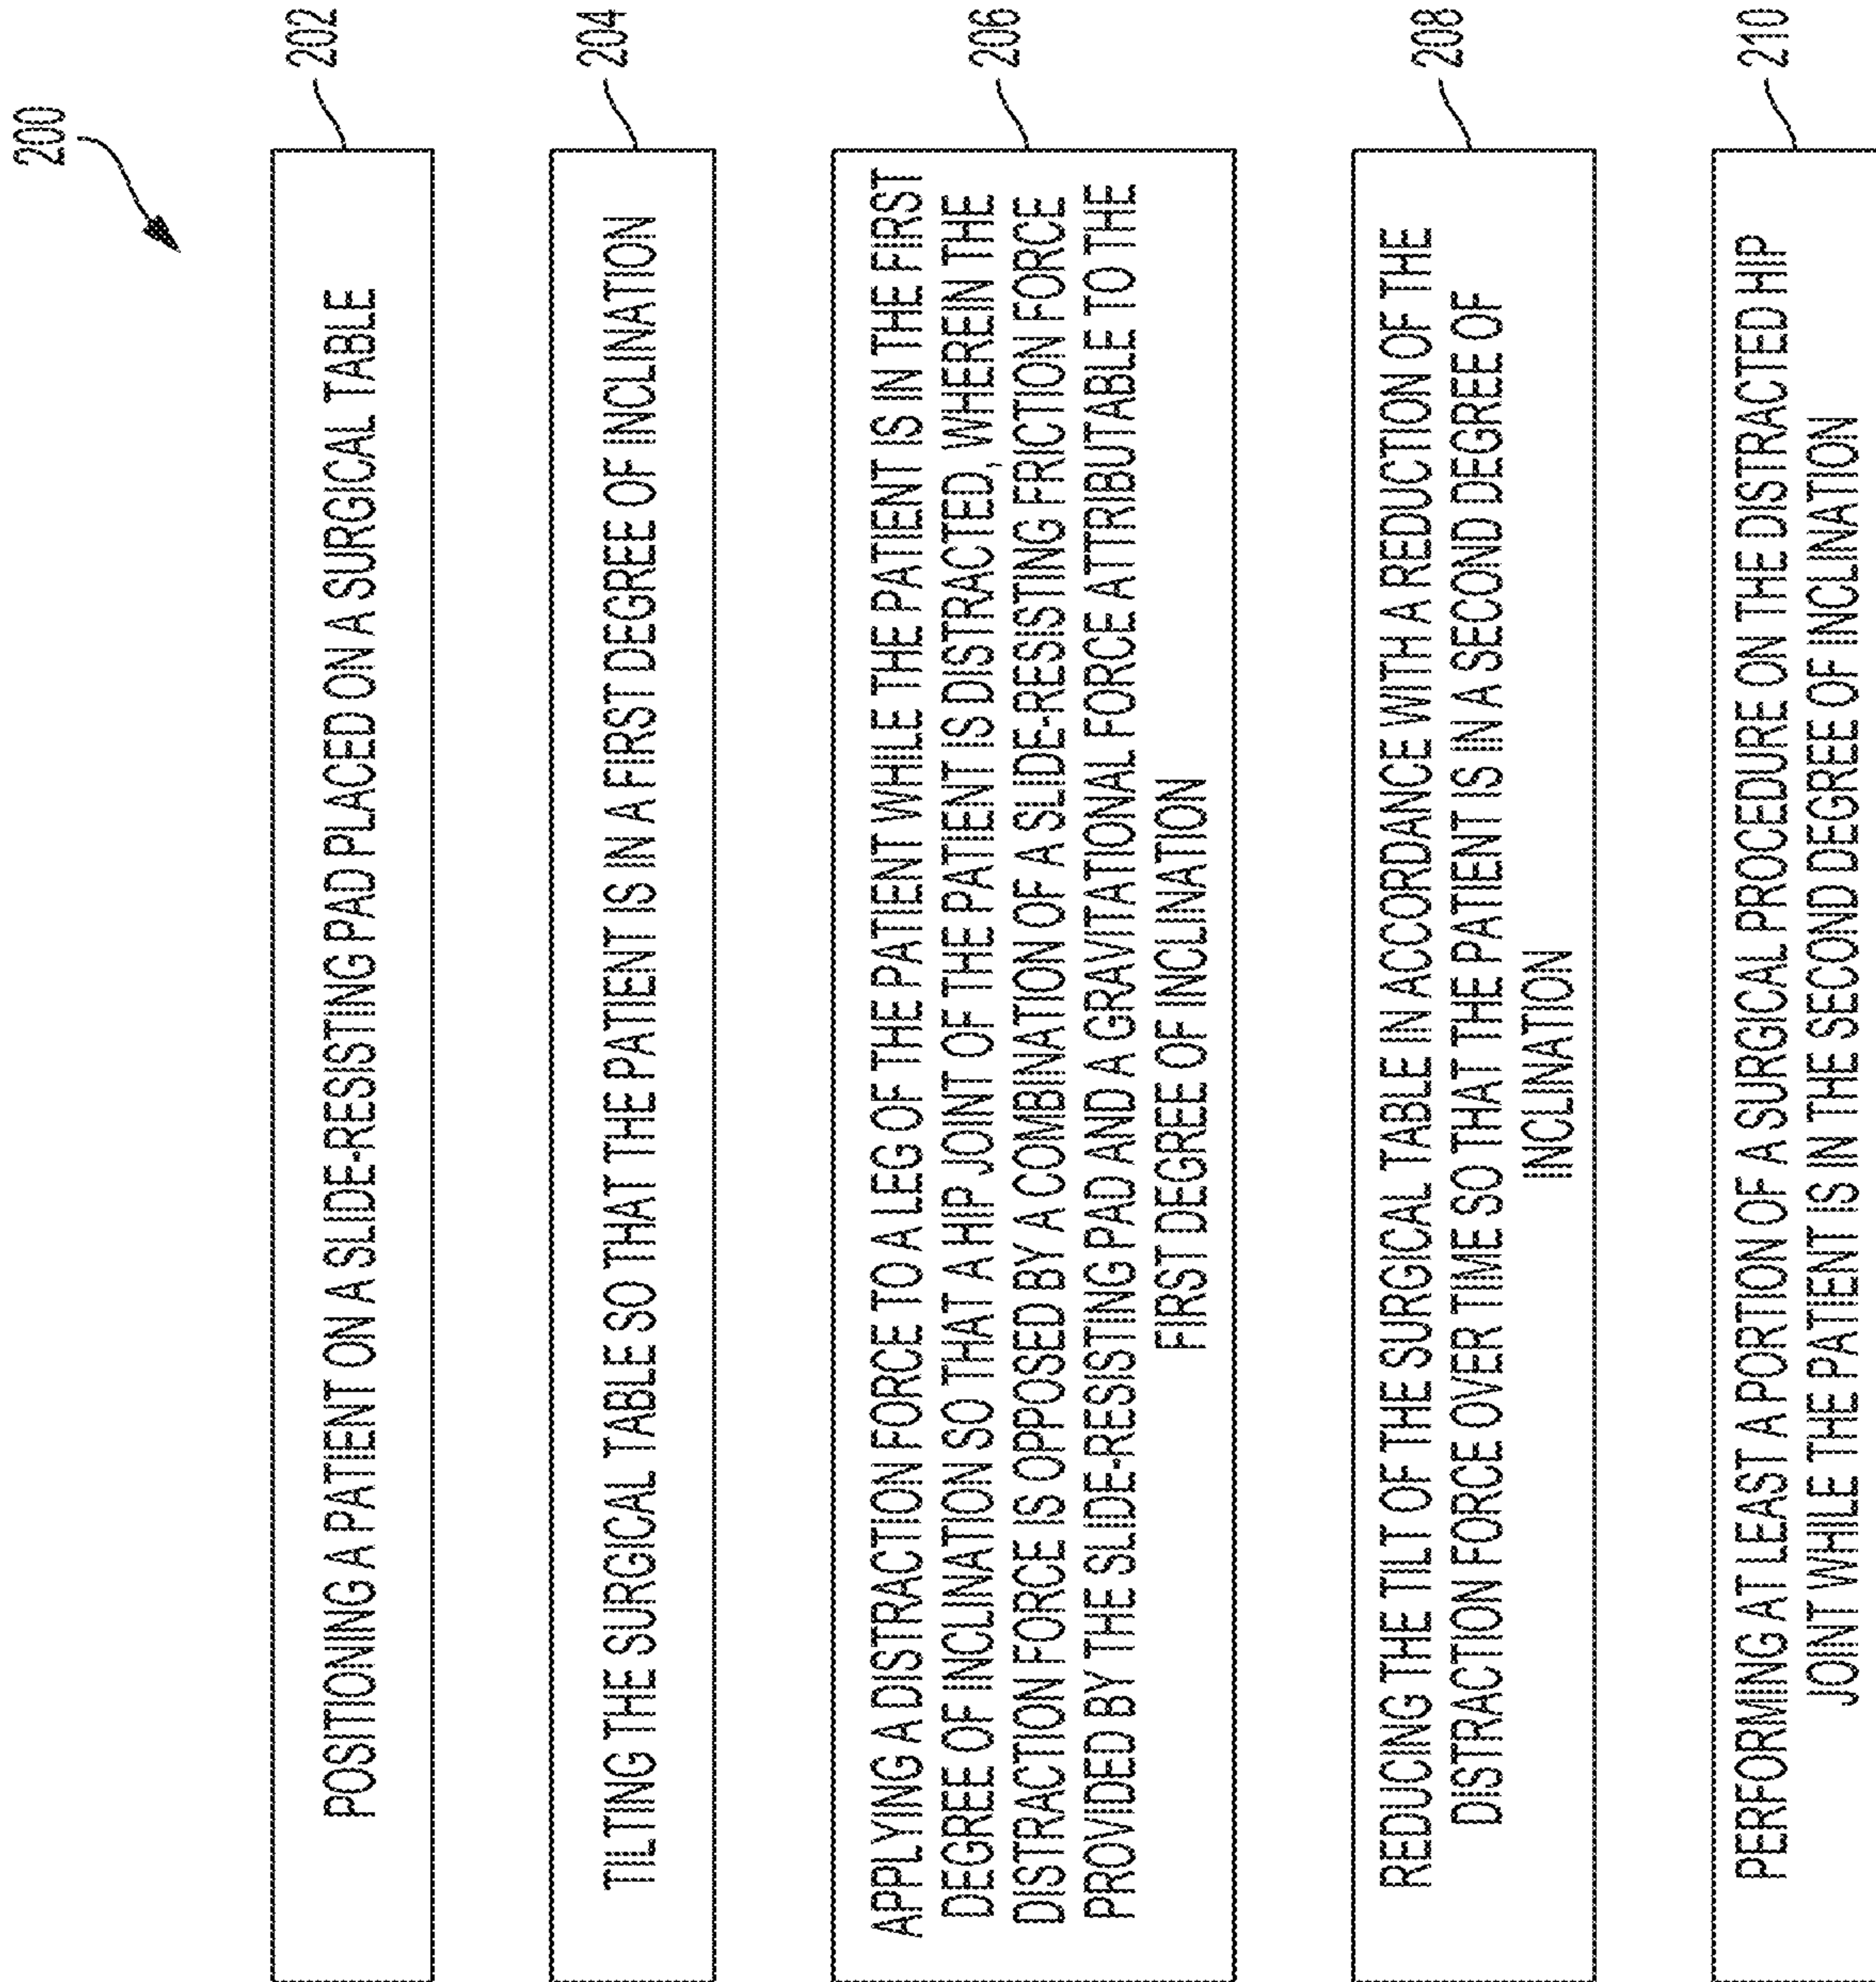 200
POSITIONING A PATIENT ON A SLIDE-RESISTING PAD PLACED ON A SURGICAL TABLE
202
TILTING THE SURGICAL TABLE SO THAT THE PATIENT IS IN A FIRST DEGREE OF INCLINATION
204
APPLYING A DISTRACTION FORCE TO A LEG OF THE PATIENT WHILE THE PATIENT IS IN THE FIRST
DEGREE OF INCLINATION SO THAT A HIP JOINT OF THE PATIENT IS DISTRACTED, WHEREIN THE
DISTRACTION FORCE IS OPPOSED BY A COMBINATION OF A SLIDE-RESISTING FRICTION FORCE
PROVIDED BY THE SLIDE-RESISTING PAD AND A GRAVITATIONAL FORCE ATTRIBUTABLE TO THE
FIRST DEGREE OF INCLINATION
206
REDUCING THE TILT OF THE SURGICAL TABLE IN ACCORDANCE WITH A REDUCTION OF THE
DISTRACTION FORCE OVER TIME SO THAT THE PATIENT IS IN A SECOND DEGREE OF
INCLINATION
208
PERFORMING AT LEAST A PORTION OF A SURGICAL PROCEDURE ON THE DISTRACTED HIP
JOINT WHILE THE PATIENT IS IN THE SECOND DEGREE OF INCLINATION
210